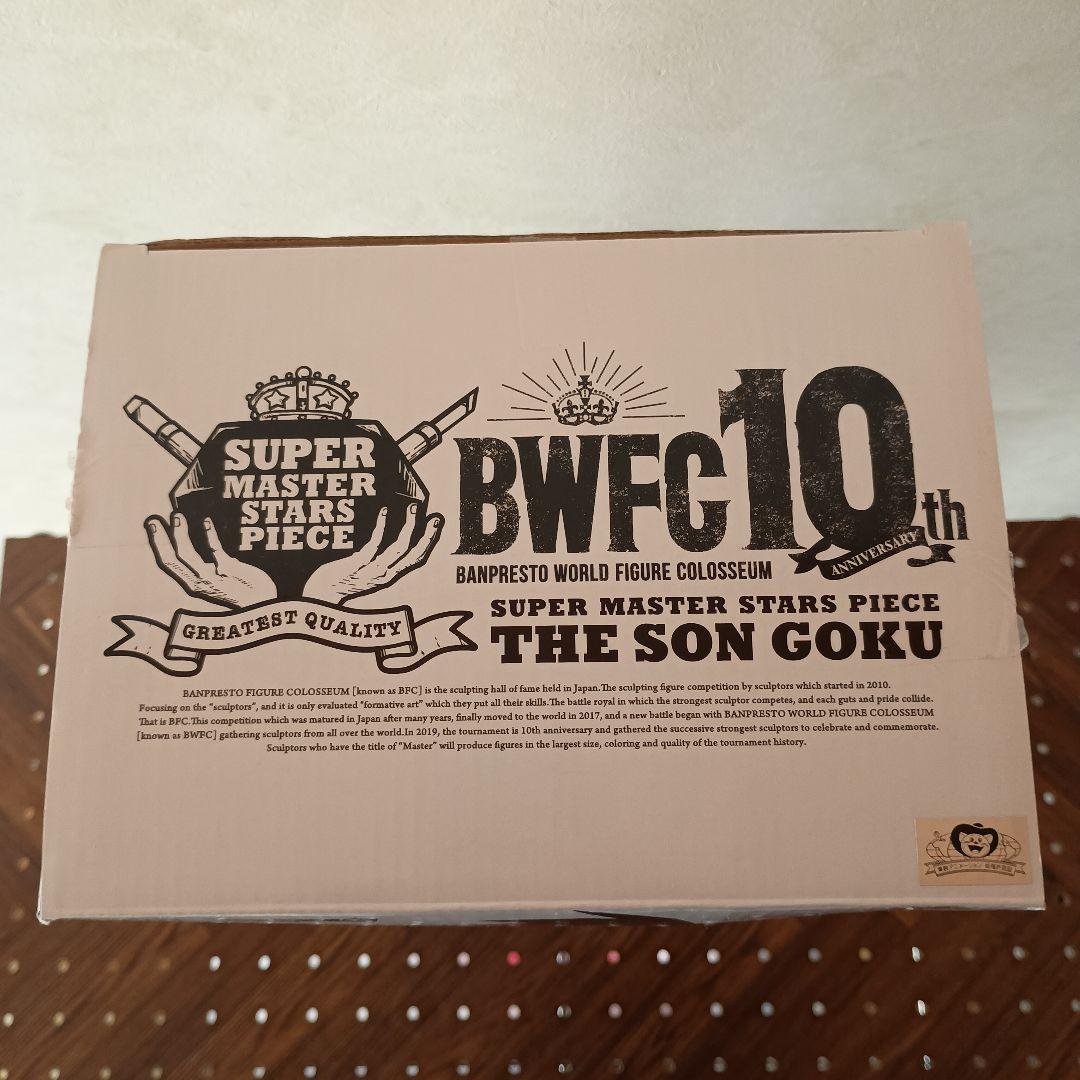 SUPER
MASTER
STARS
PIECE
GREATEST QUALITY
BWFC10th
ANNIVERSARY
BANPRESTO WORLD FIGURE COLOSSEUM
SUPER MASTER STARS PIECE
THE SON GOKU
BANPRESTO FIGURE COLOSSEUM [known as BFC] is the sculpting hall of fame held in Japan.The sculpting figure competition by sculptors which started in 2010.
Focusing on the "sculptors", and it is only evaluated "formative art" which they put all their skills.The battle royal in which the strongest sculptor competes, and each guts and pride collide.
That is BFC.This competition which was matured in Japan after many years, finally moved to the world in 2017, and a new battle began with BANPRESTO WORLD FIGURE COLOSSEUM
[known as BWFC] gathering sculptors from all over the world.In 2019, the tournament is 10th anniversary and gathered the successive strongest sculptors to celebrate and commemorate.
Sculptors who have the title of "Master" will produce figures in the largest size, coloring and quality of the tournament history.